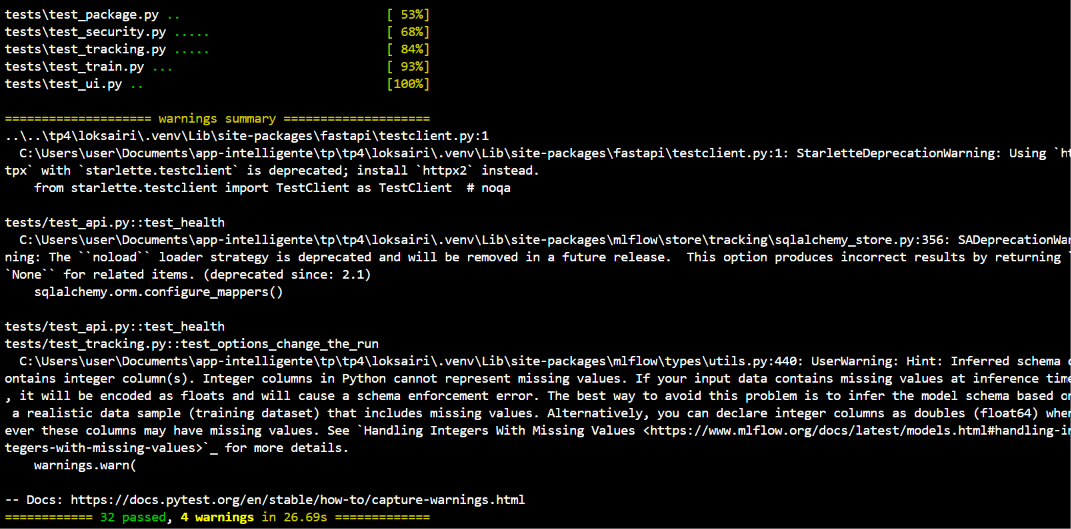 tests\test_package.py ..                            [ 53%]
tests\test_security.py .....                        [ 68%]
tests\test_tracking.py .....                        [ 84%]
tests\test_train.py ...                             [ 93%]
tests\test_ui.py ..                                 [100%]
==================== warnings summary ====================
..\..\tp4\loksairi\.venv\Lib\site-packages\fastapi\testclient.py:1
  C:\Users\user\Documents\app-intelligente\tp\tp4\loksairi\.venv\Lib\site-packages\fastapi\testclient.py:1: StarletteDeprecationWarning: Using `ht
tpx` with `starlette.testclient` is deprecated; install `httpx2` instead.
    from starlette.testclient import TestClient as TestClient  # noqa
tests/test_api.py::test_health
  C:\Users\user\Documents\app-intelligente\tp\tp4\loksairi\.venv\Lib\site-packages\mlflow\store\tracking\sqlalchemy_store.py:356: SADeprecationWar
ning: The ``noload`` loader strategy is deprecated and will be removed in a future release.  This option produces incorrect results by returning `
`None`` for related items. (deprecated since: 2.1)
    sqlalchemy.orm.configure_mappers()
tests/test_api.py::test_health
tests/test_tracking.py::test_options_change_the_run
  C:\Users\user\Documents\app-intelligente\tp\tp4\loksairi\.venv\Lib\site-packages\mlflow\types\utils.py:440: UserWarning: Hint: Inferred schema c
ontains integer column(s). Integer columns in Python cannot represent missing values. If your input data contains missing values at inference time
, it will be encoded as floats and will cause a schema enforcement error. The best way to avoid this problem is to infer the model schema based on
 a realistic data sample (training dataset) that includes missing values. Alternatively, you can declare integer columns as doubles (float64) when
ever these columns may have missing values. See `Handling Integers With Missing Values <https://www.mlflow.org/docs/latest/models.html#handling-in
tegers-with-missing-values>`_ for more details.
    warnings.warn(
-- Docs: https://docs.pytest.org/en/stable/how-to/capture-warnings.html
============ 32 passed, 4 warnings in 26.69s =============